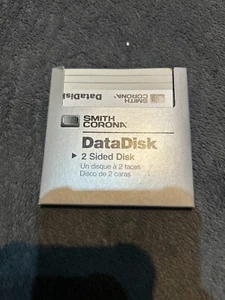 DataDisk
SMITH
CORONA
SMITH
CORONA
DataDisk
2 Sided Disk
Un disque à 2 faces
Disco de 2 caras